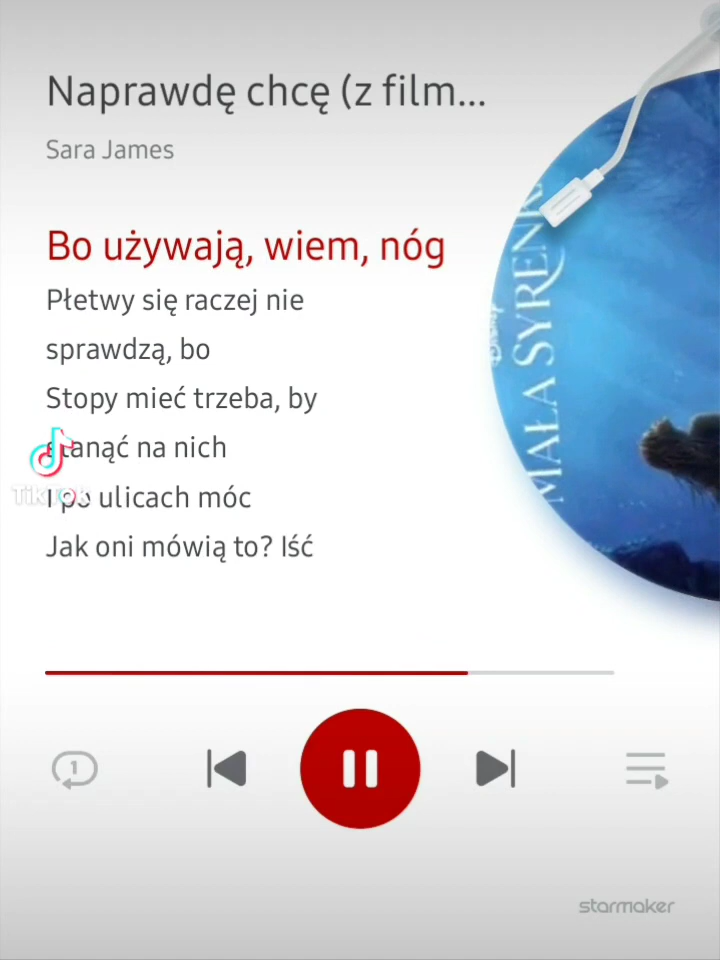 Naprawdę chcę (z film...
Sara James
Bo używają, wiem, nóg
Płetwy się raczej nie
sprawdzą, bo
Stopy mieć trzeba, by
stanąć na nich
I po ulicach móc
Jak oni mówią to? Iść
TikTok
Disney
MAŁA SYRENKA
1
starmaker